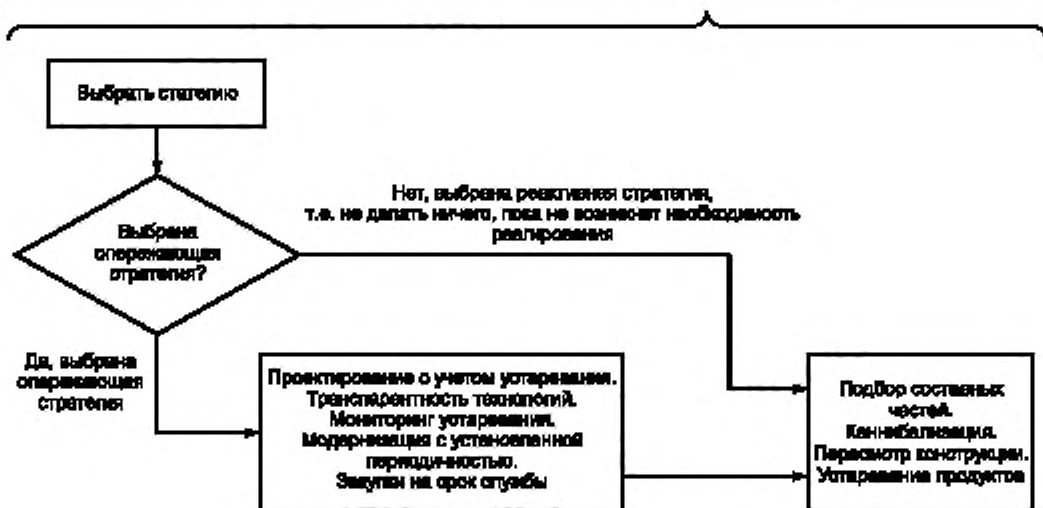 Выбрать статегию
Нет, выбрана реактивная стратегия,
т.е. не делать ничего, пока не возникнет необходимость
реагирования
Выбрана
опережающая
стратегия?
Да, выбрана
опережающая
стратегия
Проектирование с учетом устаревания.
Транспарентность технологий.
Мониторинг устаревания.
Модернизация с установленной
периодичностью.
Закупки на срок службы
Подбор составных
частей.
Каннибализация.
Пересмотр конструкции.
Устаревание продуктов